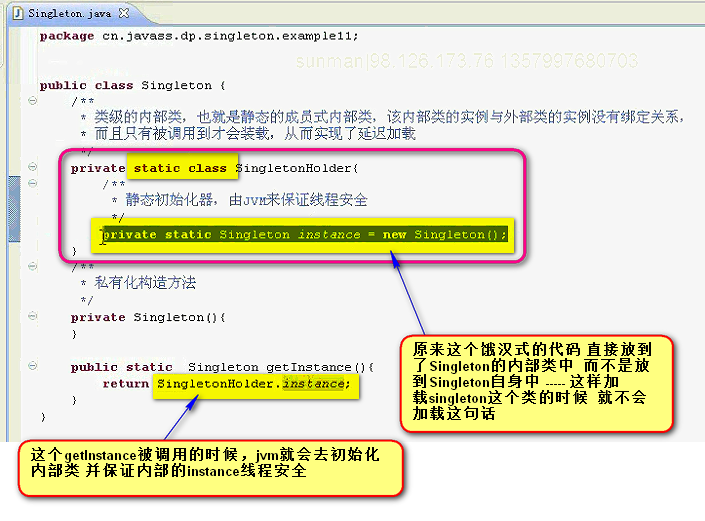 Singleton.java
package cn.javass.dp.singleton.example11;
sunman|98.126.173.76 1357997680703
public class Singleton {
/**
* 类级的内部类，也就是静态的成员式内部类，该内部类的实例与外部类的实例没有绑定关系，
* 而且只有被调用到才会装载，从而实现了延迟加载
*/
private static class SingletonHolder{
/**
* 静态初始化器，由JVM来保证线程安全
*/
private static Singleton instance = new Singleton();
}
/**
* 私有化构造方法
*/
private Singleton(){
}
public static Singleton getInstance(){
return SingletonHolder.instance;
}
}
原来这个饿汉式的代码 直接放到
了Singleton的内部类中 而不是放
到Singleton自身中 ----- 这样加
载singleton这个类的时候 就不会
加载这句话
这个getInstance被调用的时候，jvm就会去初始化
内部类 并保证内部的instance线程安全